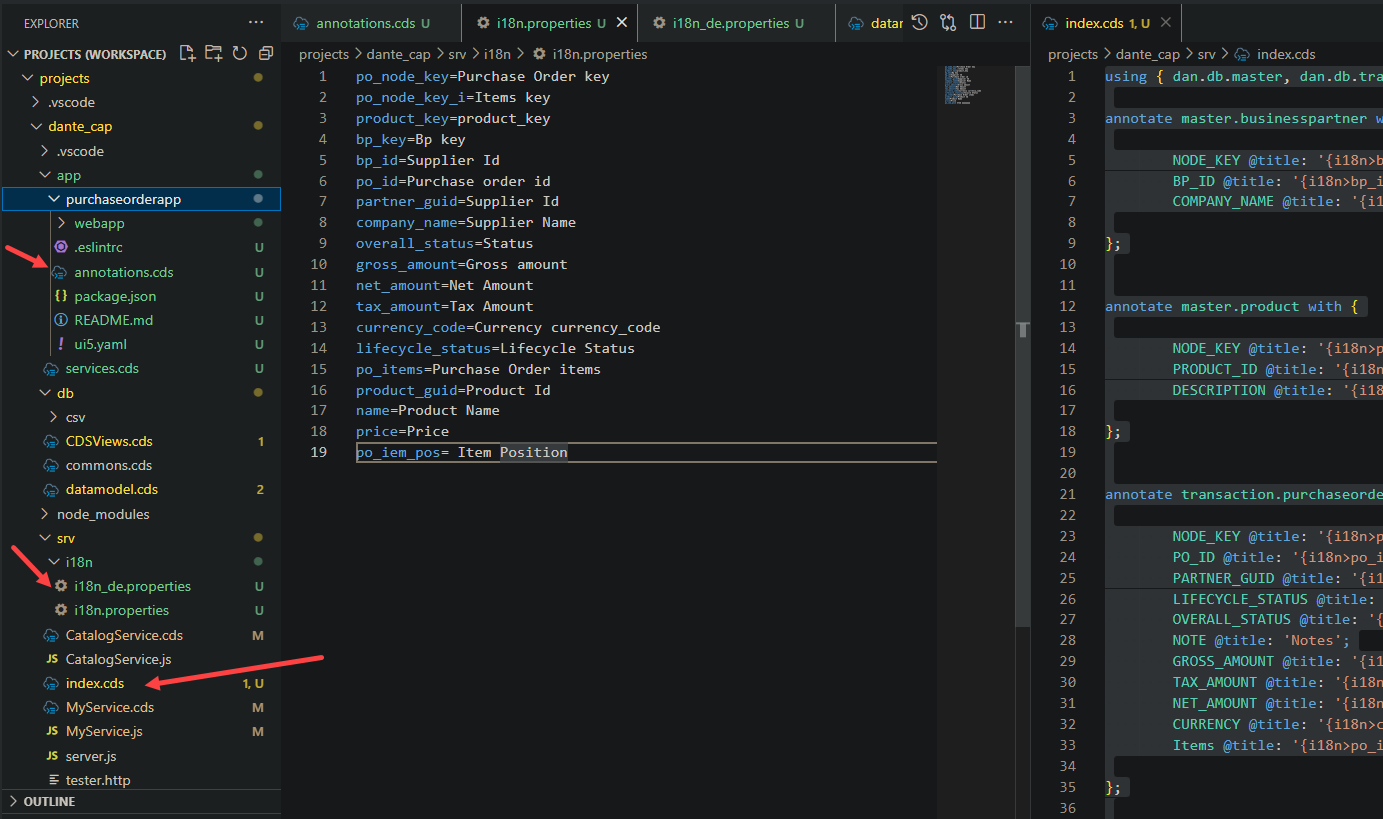 EXPLORER
PROJECTS (WORKSPACE)
projects
.vscode
dante_cap
.vscode
app
purchaseorderapp
webapp
.eslintrc U
annotations.cds U
{} package.json U
README.md U
! ui5.yaml U
services.cds U
db
csv
CDSViews.cds 1
commons.cds
datamodel.cds 2
node_modules
srv
i18n
i18n_de.properties U
i18n.properties U
CatalogService.cds M
JS CatalogService.js
index.cds 1, U
MyService.cds M
JS MyService.js M
JS server.js
tester.http
OUTLINE
annotations.cds U
i18n.properties U
i18n_de.properties U
projects > dante_cap > srv > i18n > i18n.properties
1 po_node_key=Purchase Order key
2 po_node_key_i=Items key
3 product_key=product_key
4 bp_key=Bp key
5 bp_id=Supplier Id
6 po_id=Purchase order id
7 partner_guid=Supplier Id
8 company_name=Supplier Name
9 overall_status=Status
10 gross_amount=Gross amount
11 net_amount=Net Amount
12 tax_amount=Tax Amount
13 currency_code=Currency currency_code
14 lifecycle_status=Lifecycle Status
15 po_items=Purchase Order items
16 product_guid=Product Id
17 name=Product Name
18 price=Price
19 po_iem_pos= Item Position
index.cds 1, U
projects > dante_cap > srv > index.cds
1 using { dan.db.master, dan.db.tra
2
3 annotate master.businesspartner w
4
5 NODE_KEY @title: '{i18n>b
6 BP_ID @title: '{i18n>bp_i
7 COMPANY_NAME @title: '{i1
8
9 };
10
11
12 annotate master.product with {
13
14 NODE_KEY @title: '{i18n>p
15 PRODUCT_ID @title: '{i18n
16 DESCRIPTION @title: '{i18
17
18 };
19
20
21 annotate transaction.purchaseorde
22
23 NODE_KEY @title: '{i18n>p
24 PO_ID @title: '{i18n>po_i
25 PARTNER_GUID @title: '{i1
26 LIFECYCLE_STATUS @title:
27 OVERALL_STATUS @title: '{
28 NOTE @title: 'Notes';
29 GROSS_AMOUNT @title: '{i1
30 TAX_AMOUNT @title: '{i18n
31 NET_AMOUNT @title: '{i18n
32 CURRENCY @title: '{i18n>c
33 Items @title: '{i18n>po_i
34
35 };
36